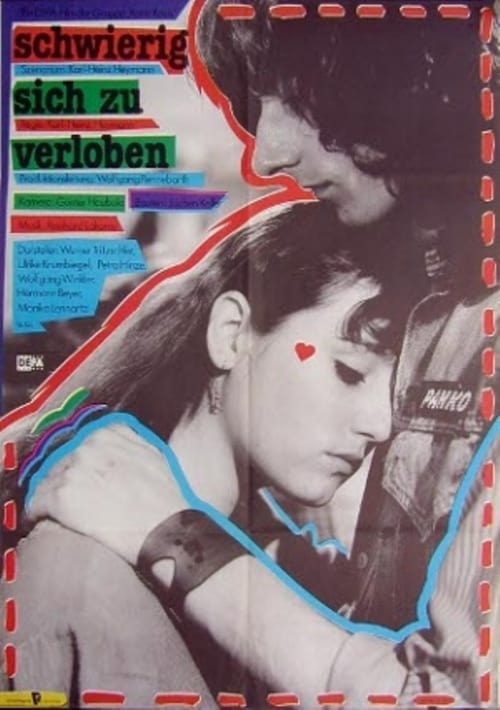 schwierig
Szenarium: Karl-Heinz Heymann
sich zu
Regie: Karl-Heinz Heymann
verloben
Produktionsleitung: Wolfgang Rennebarth
Kamera: Günter Haubold
Musik: Reinhard Lakomy
Darsteller: Werner Tritzschler,
Ulrike Krumbiegel, Petra Hinze,
Wolfgang Winkler,
Hermann Beyer,
Monika Lennartz
DEFA
PANKO